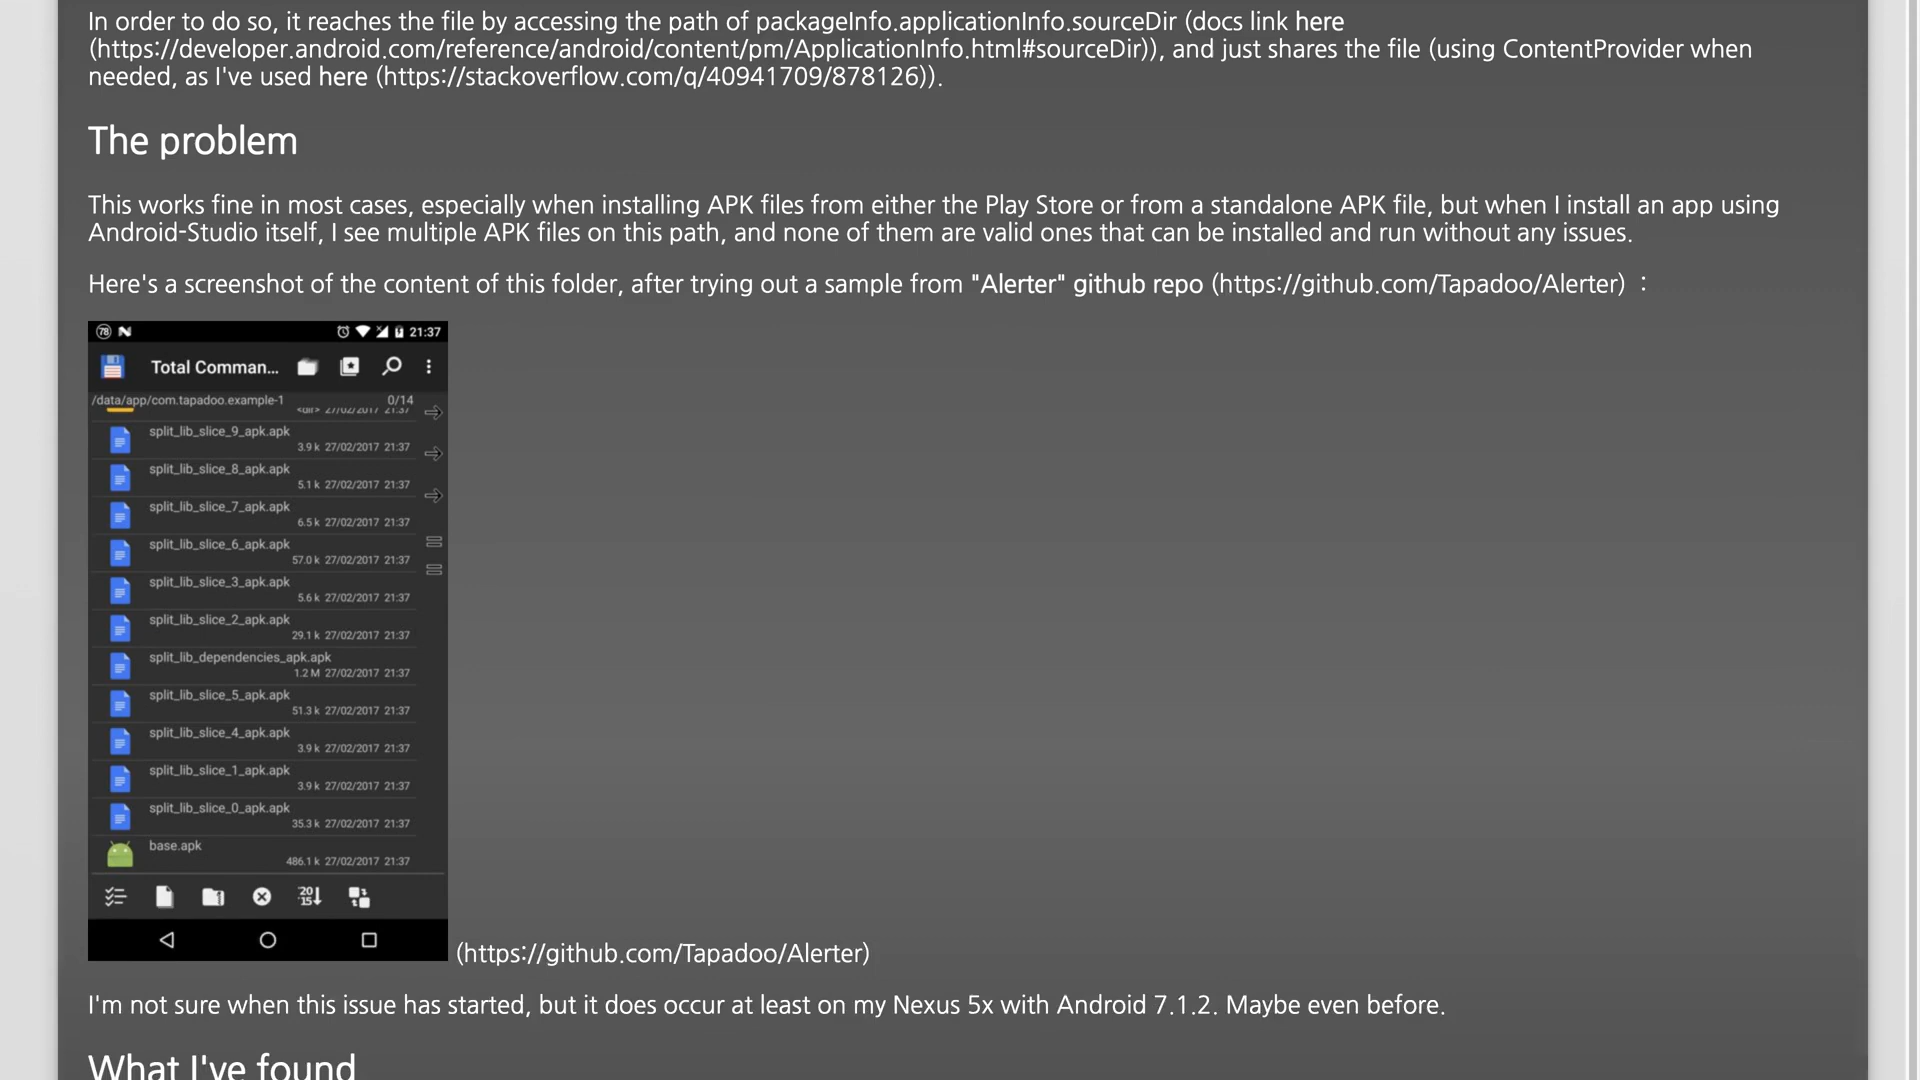 In order to do so, it reaches the file by accessing the path of packageInfo.applicationInfo.sourceDir (docs link here
(https://developer.android.com/reference/android/content/pm/ApplicationInfo.html#sourceDir)), and just shares the file (using ContentProvider when
needed, as I've used here (https://stackoverflow.com/q/40941709/878126)).
The problem
This works fine in most cases, especially when installing APK files from either the Play Store or from a standalone APK file, but when I install an app using
Android-Studio itself, I see multiple APK files on this path, and none of them are valid ones that can be installed and run without any issues.
Here's a screenshot of the content of this folder, after trying out a sample from "Alerter" github repo (https://github.com/Tapadoo/Alerter) :
78 21:37
Total Comman...
/data/app/com.tapadoo.example-1 0/14
<dir> 27/02/2017 21:37
split_lib_slice_9_apk.apk
3.9 k 27/02/2017 21:37
split_lib_slice_8_apk.apk
5.1 k 27/02/2017 21:37
split_lib_slice_7_apk.apk
6.5 k 27/02/2017 21:37
split_lib_slice_6_apk.apk
57.0 k 27/02/2017 21:37
split_lib_slice_3_apk.apk
5.6 k 27/02/2017 21:37
split_lib_slice_2_apk.apk
29.1 k 27/02/2017 21:37
split_lib_dependencies_apk.apk
1.2 M 27/02/2017 21:37
split_lib_slice_5_apk.apk
51.3 k 27/02/2017 21:37
split_lib_slice_4_apk.apk
3.9 k 27/02/2017 21:37
split_lib_slice_1_apk.apk
3.9 k 27/02/2017 21:37
split_lib_slice_0_apk.apk
35.3 k 27/02/2017 21:37
base.apk
486.1 k 27/02/2017 21:37
20
15
(https://github.com/Tapadoo/Alerter)
I'm not sure when this issue has started, but it does occur at least on my Nexus 5x with Android 7.1.2. Maybe even before.
What I've found